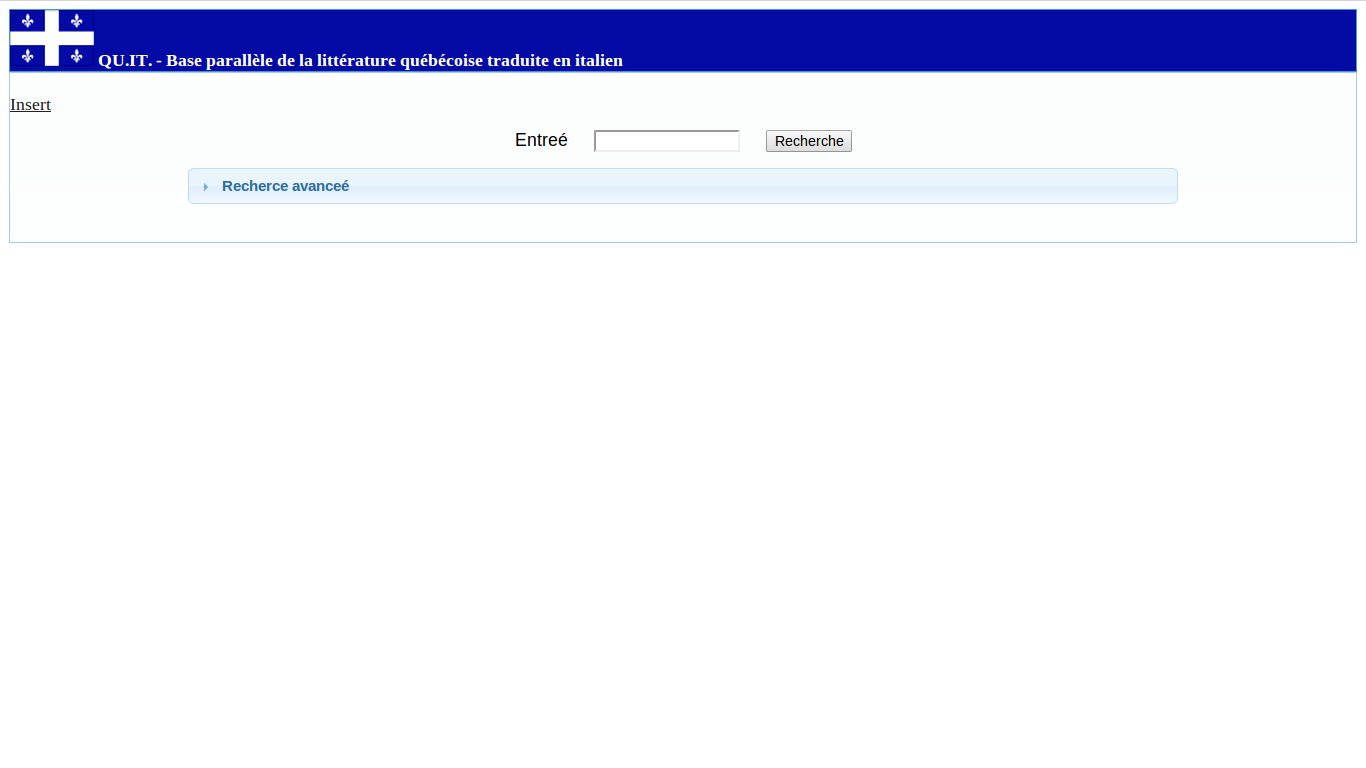 QU.IT. - Base parallèle de la littérature québécoise traduite en italien
Insert
Entreé Recherche
Recherce avanceé